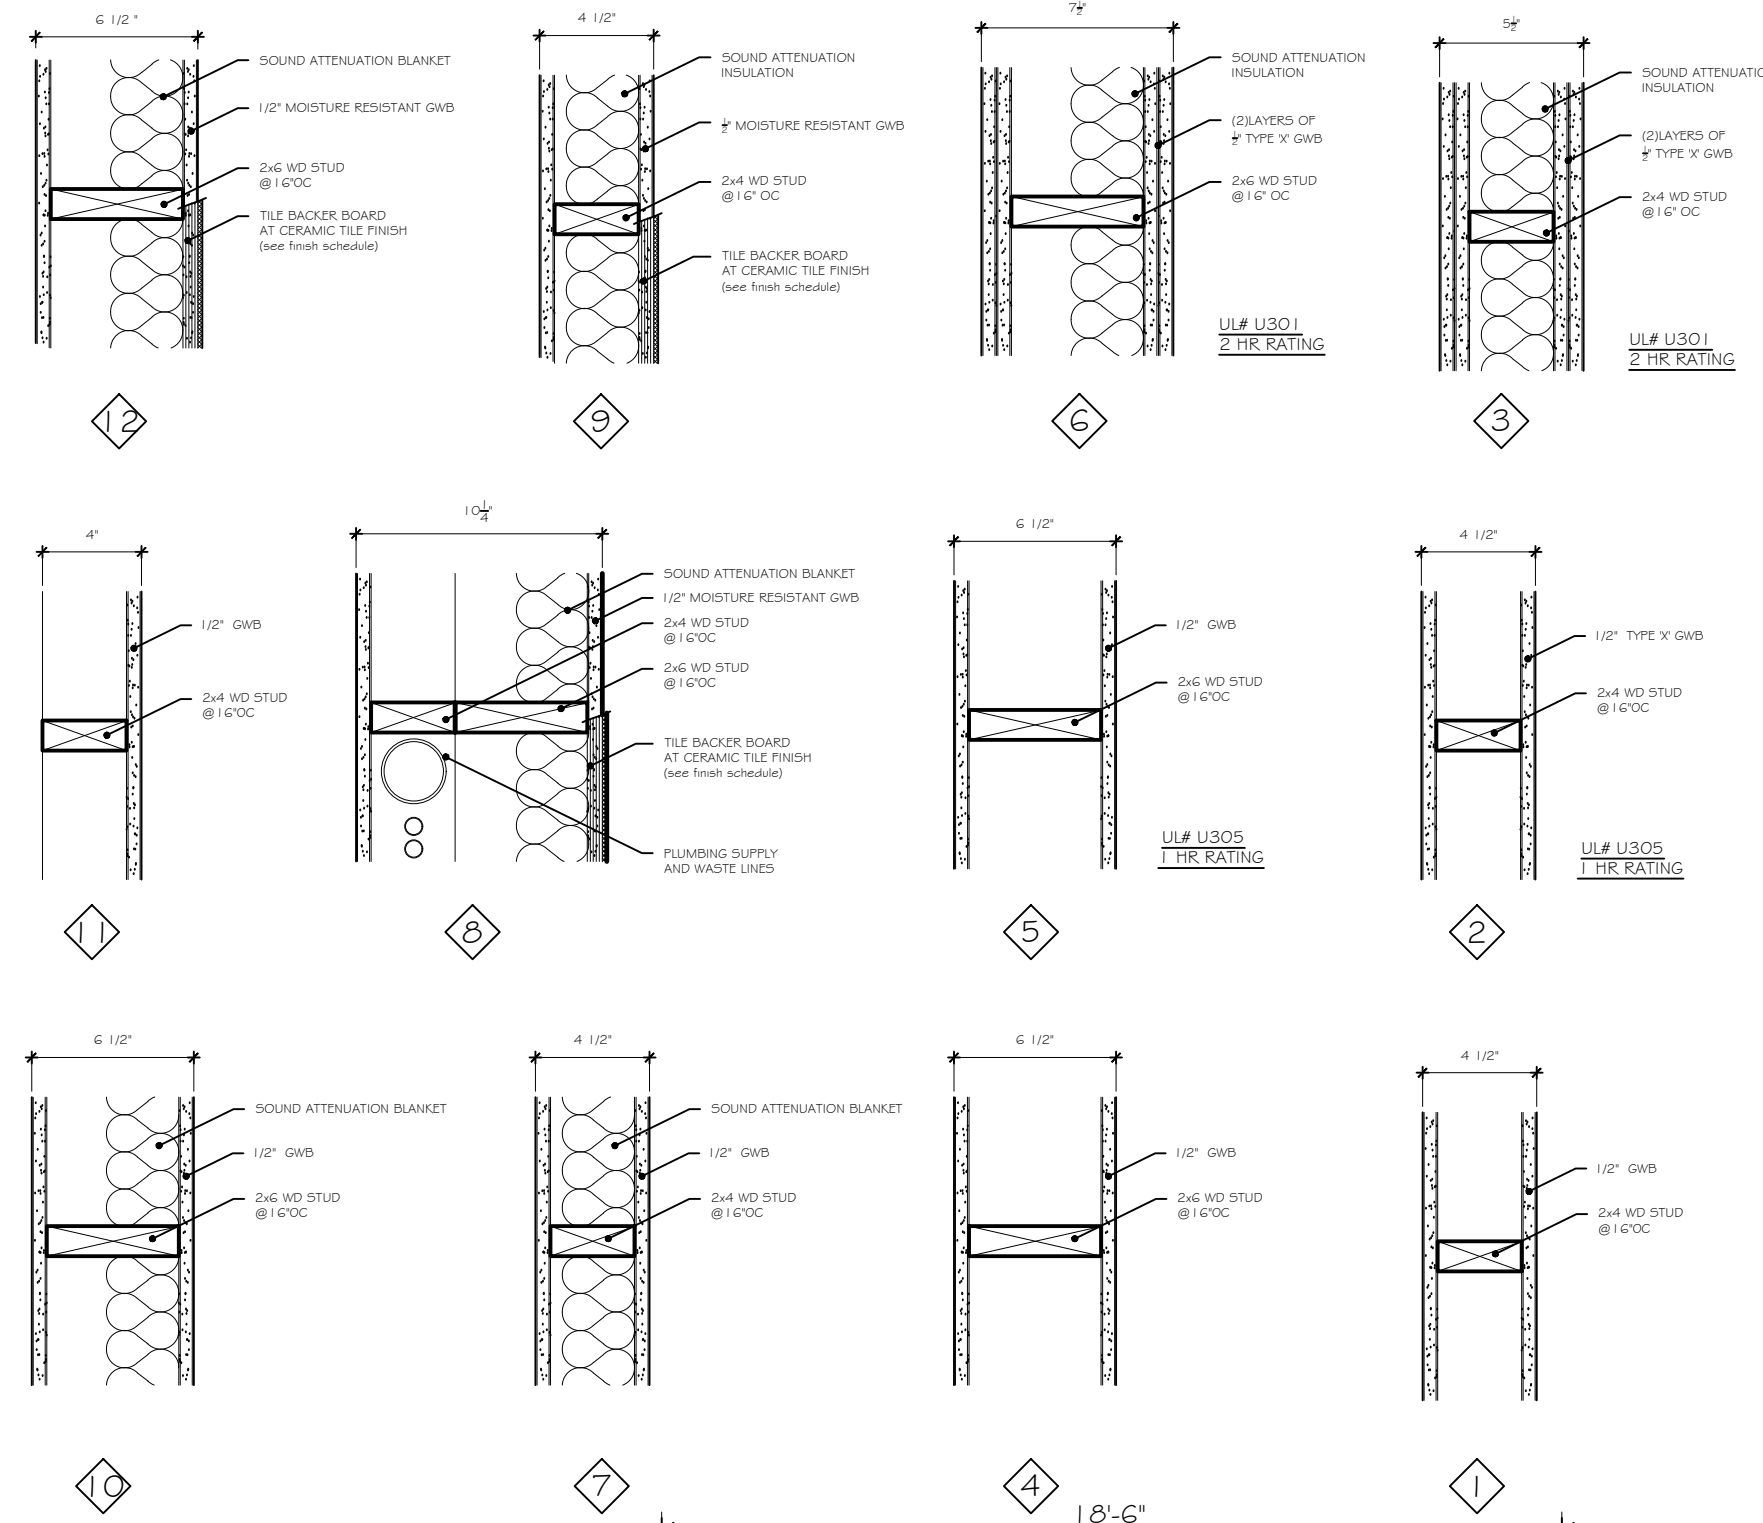 6 1/2 "
SOUND ATTENUATION BLANKET
1/2" MOISTURE RESISTANT GWB
2x6 WD STUD
@16"OC
TILE BACKER BOARD
AT CERAMIC TILE FINISH
(see finish schedule)
12
4 1/2"
SOUND ATTENUATION
INSULATION
½" MOISTURE RESISTANT GWB
2x4 WD STUD
@16" OC
TILE BACKER BOARD
AT CERAMIC TILE FINISH
(see finish schedule)
9
7½"
SOUND ATTENUATION
INSULATION
(2)LAYERS OF
½" TYPE 'X' GWB
2x6 WD STUD
@16" OC
UL# U301
2 HR RATING
6
5½"
SOUND ATTENUATIO
INSULATION
(2)LAYERS OF
½" TYPE 'X' GWB
2x4 WD STUD
@16" OC
UL# U301
2 HR RATING
3
4"
1/2" GWB
2x4 WD STUD
@16"OC
11
10¼"
SOUND ATTENUATION BLANKET
1/2" MOISTURE RESISTANT GWB
2x4 WD STUD
@16"OC
2x6 WD STUD
@16"OC
TILE BACKER BOARD
AT CERAMIC TILE FINISH
(see finish schedule)
PLUMBING SUPPLY
AND WASTE LINES
8
6 1/2"
1/2" GWB
2x6 WD STUD
@16"OC
UL# U305
1 HR RATING
5
4 1/2"
1/2" TYPE 'X' GWB
2x4 WD STUD
@16"OC
UL# U305
1 HR RATING
2
6 1/2"
SOUND ATTENUATION BLANKET
1/2" GWB
2x6 WD STUD
@16"OC
10
4 1/2"
SOUND ATTENUATION BLANKET
1/2" GWB
2x4 WD STUD
@16"OC
7
6 1/2"
1/2" GWB
2x6 WD STUD
@16"OC
4
4 1/2"
1/2" GWB
2x4 WD STUD
@16"OC
1
18'-6"